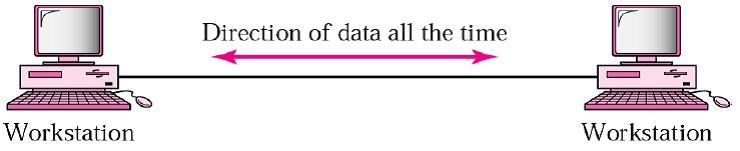 Direction of data all the time
Workstation
Workstation